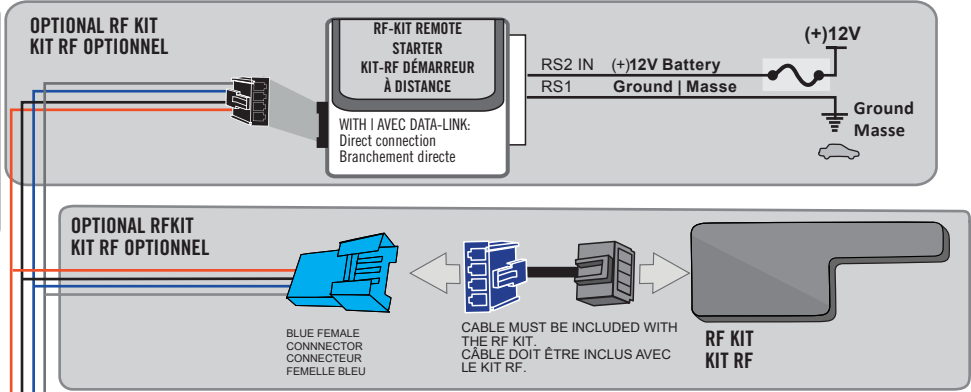 OPTIONAL RF KIT
KIT RF OPTIONNEL
RF-KIT REMOTE
STARTER
KIT-RF DÉMARREUR
À DISTANCE
WITH | AVEC DATA-LINK:
Direct connection
Branchement directe
RS2 IN (+)12V Battery
RS1 Ground | Masse
(+)12V
Ground
Masse
OPTIONAL RFKIT
KIT RF OPTIONNEL
BLUE FEMALE
CONNNECTOR
CONNECTEUR
FEMELLE BLEU
CABLE MUST BE INCLUDED WITH
THE RF KIT.
CÂBLE DOIT ÊTRE INCLUS AVEC
LE KIT RF.
RF KIT
KIT RF